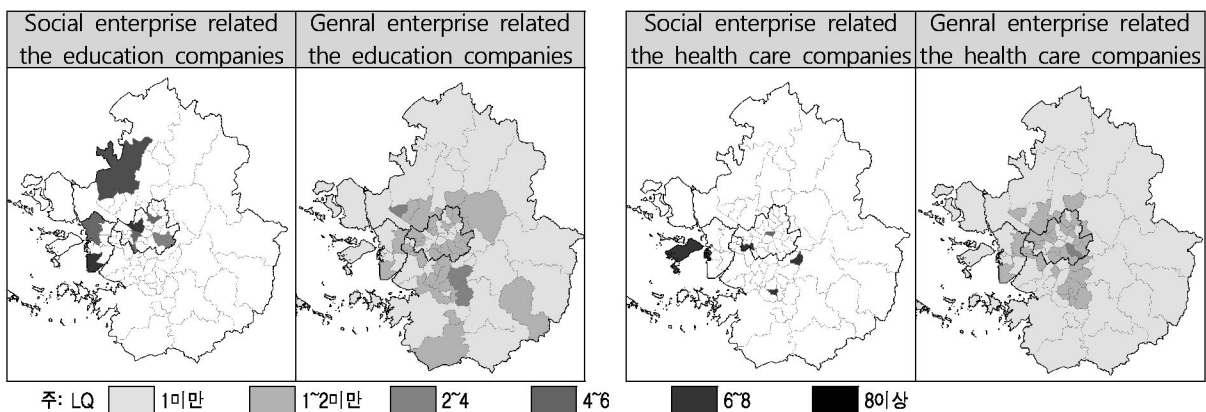 Social enterprise related
the education companies
Genral enterprise related
the education companies
Social enterprise related
the health care companies
Genral enterprise related
the health care companies
주: LQ 1미만 1~2미만 2~4 4~6 6~8 8이상